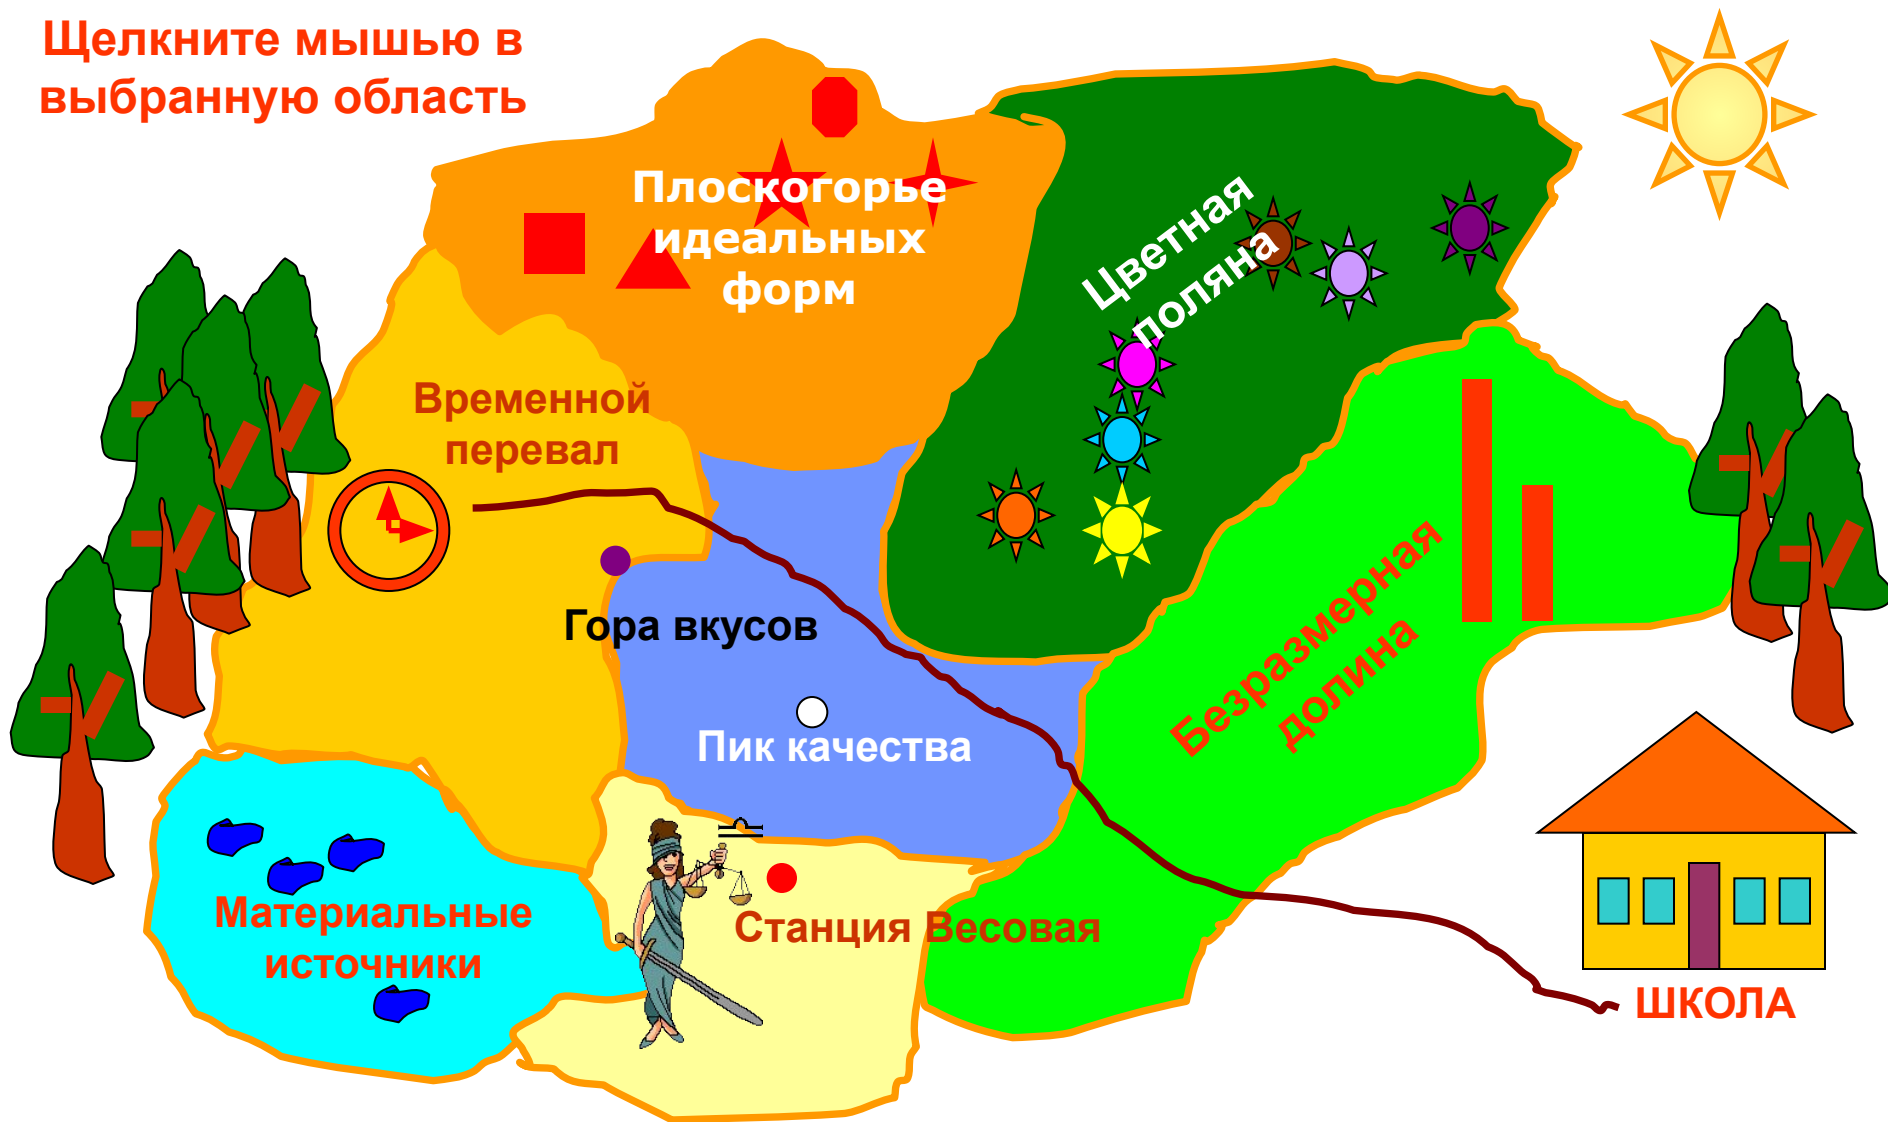 Щелкните мышью в
выбранную область
Плоскогорье
идеальных
форм
Цветная
поляна
Временной
перевал
Гора вкусов
Безразмерная
долина
Пик качества
Материальные
источники
Станция Весовая
ШКОЛА